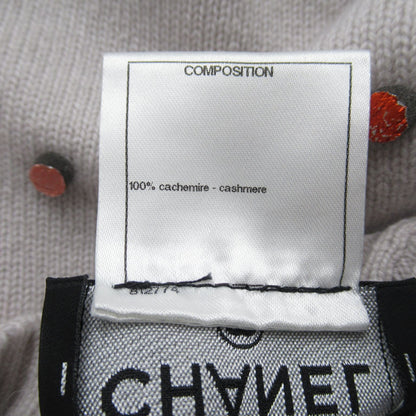 COMPOSITION
100% cachemire - cashmere
CHANEL